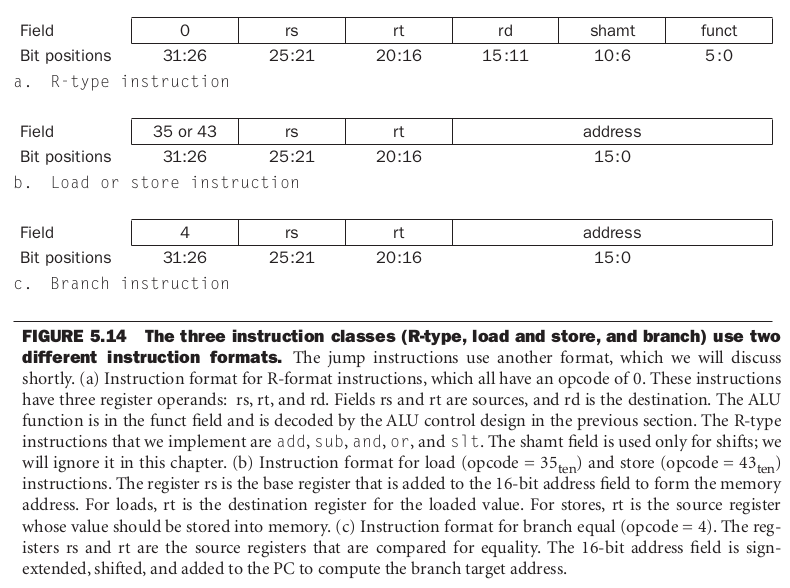 Field 0 rs rt rd shamt funct
Bit positions 31:26 25:21 20:16 15:11 10:6 5:0
a. R-type instruction
Field 35 or 43 rs rt address
Bit positions 31:26 25:21 20:16 15:0
b. Load or store instruction
Field 4 rs rt address
Bit positions 31:26 25:21 20:16 15:0
c. Branch instruction
FIGURE 5.14 The three instruction classes (R-type, load and store, and branch) use two
different instruction formats. The jump instructions use another format, which we will discuss
shortly. (a) Instruction format for R-format instructions, which all have an opcode of 0. These instructions
have three register operands: rs, rt, and rd. Fields rs and rt are sources, and rd is the destination. The ALU
function is in the funct field and is decoded by the ALU control design in the previous section. The R-type
instructions that we implement are add, sub, and, or, and slt. The shamt field is used only for shifts; we
will ignore it in this chapter. (b) Instruction format for load (opcode = 35ten) and store (opcode = 43ten)
instructions. The register rs is the base register that is added to the 16-bit address field to form the memory
address. For loads, rt is the destination register for the loaded value. For stores, rt is the source register
whose value should be stored into memory. (c) Instruction format for branch equal (opcode = 4). The reg-
isters rs and rt are the source registers that are compared for equality. The 16-bit address field is sign-
extended, shifted, and added to the PC to compute the branch target address.